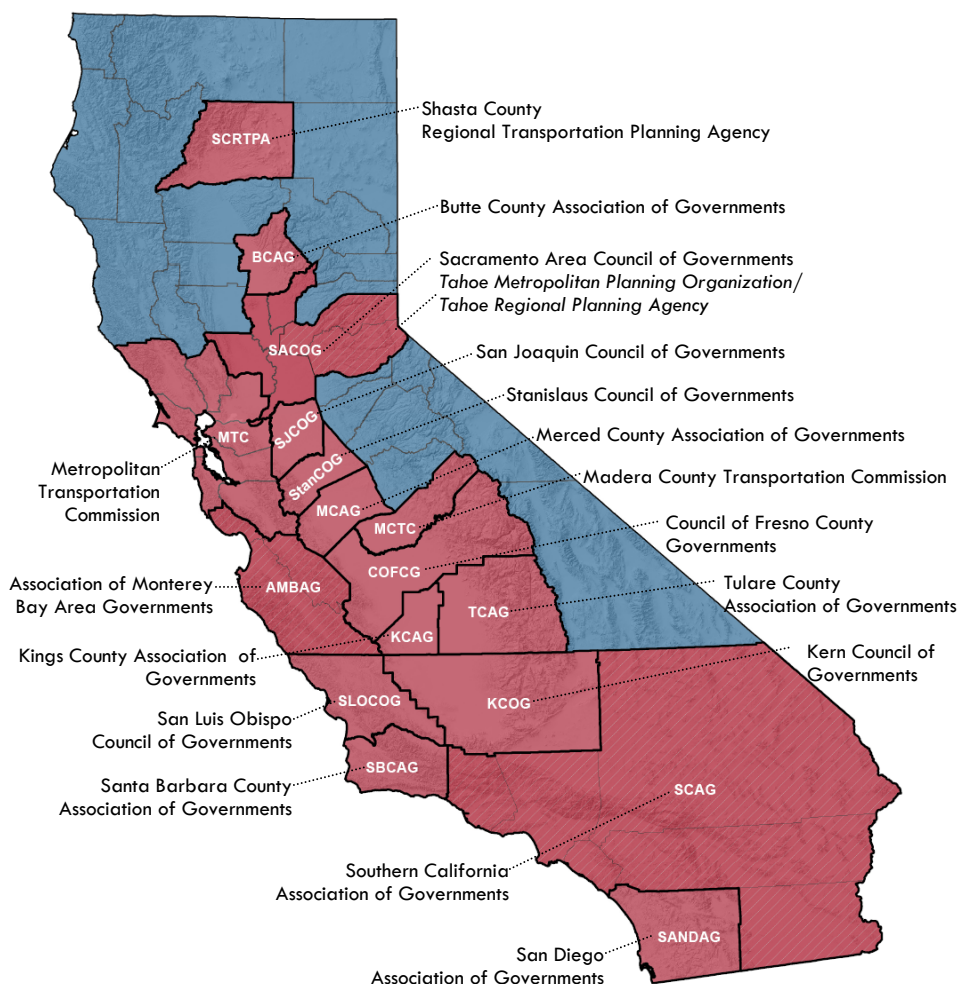 Shasta County
Regional Transportation Planning Agency
SCRTPA
Butte County Association of Governments
BCAG
Sacramento Area Council of Governments
Tahoe Metropolitan Planning Organization/
Tahoe Regional Planning Agency
SACOG
San Joaquin Council of Governments
Stanislaus Council of Governments
SJCOG
MTC
Merced County Association of Governments
Metropolitan
Transportation
Commission
StanCOG
Madera County Transportation Commission
MCAG
MCTC
Council of Fresno County
Governments
COFCG
Association of Monterey
Bay Area Governments
AMBAG
Tulare County
Association of Governments
TCAG
KCAG
Kings County Association of
Governments
Kern Council of
Governments
SLOCOG
KCOG
San Luis Obispo
Council of Governments
SBCAG
Santa Barbara County
Association of Governments
SCAG
Southern California
Association of Governments
SANDAG
San Diego
Association of Governments